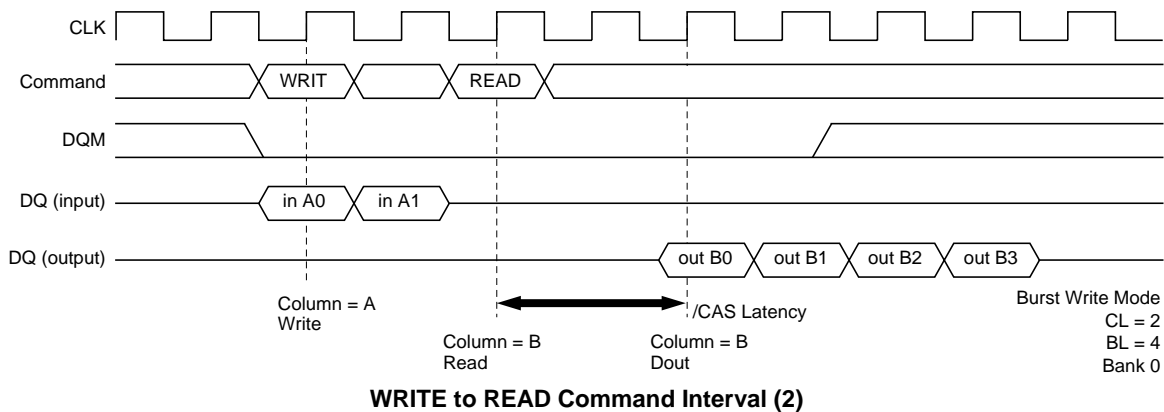 CLK
Command
WRIT
READ
DQM
DQ (input)
in A0
in A1
DQ (output)
out B0
out B1
out B2
out B3
Column = A
Write
/CAS Latency
Column = B
Read
Column = B
Dout
Burst Write Mode
CL = 2
BL = 4
Bank 0
WRITE to READ Command Interval (2)